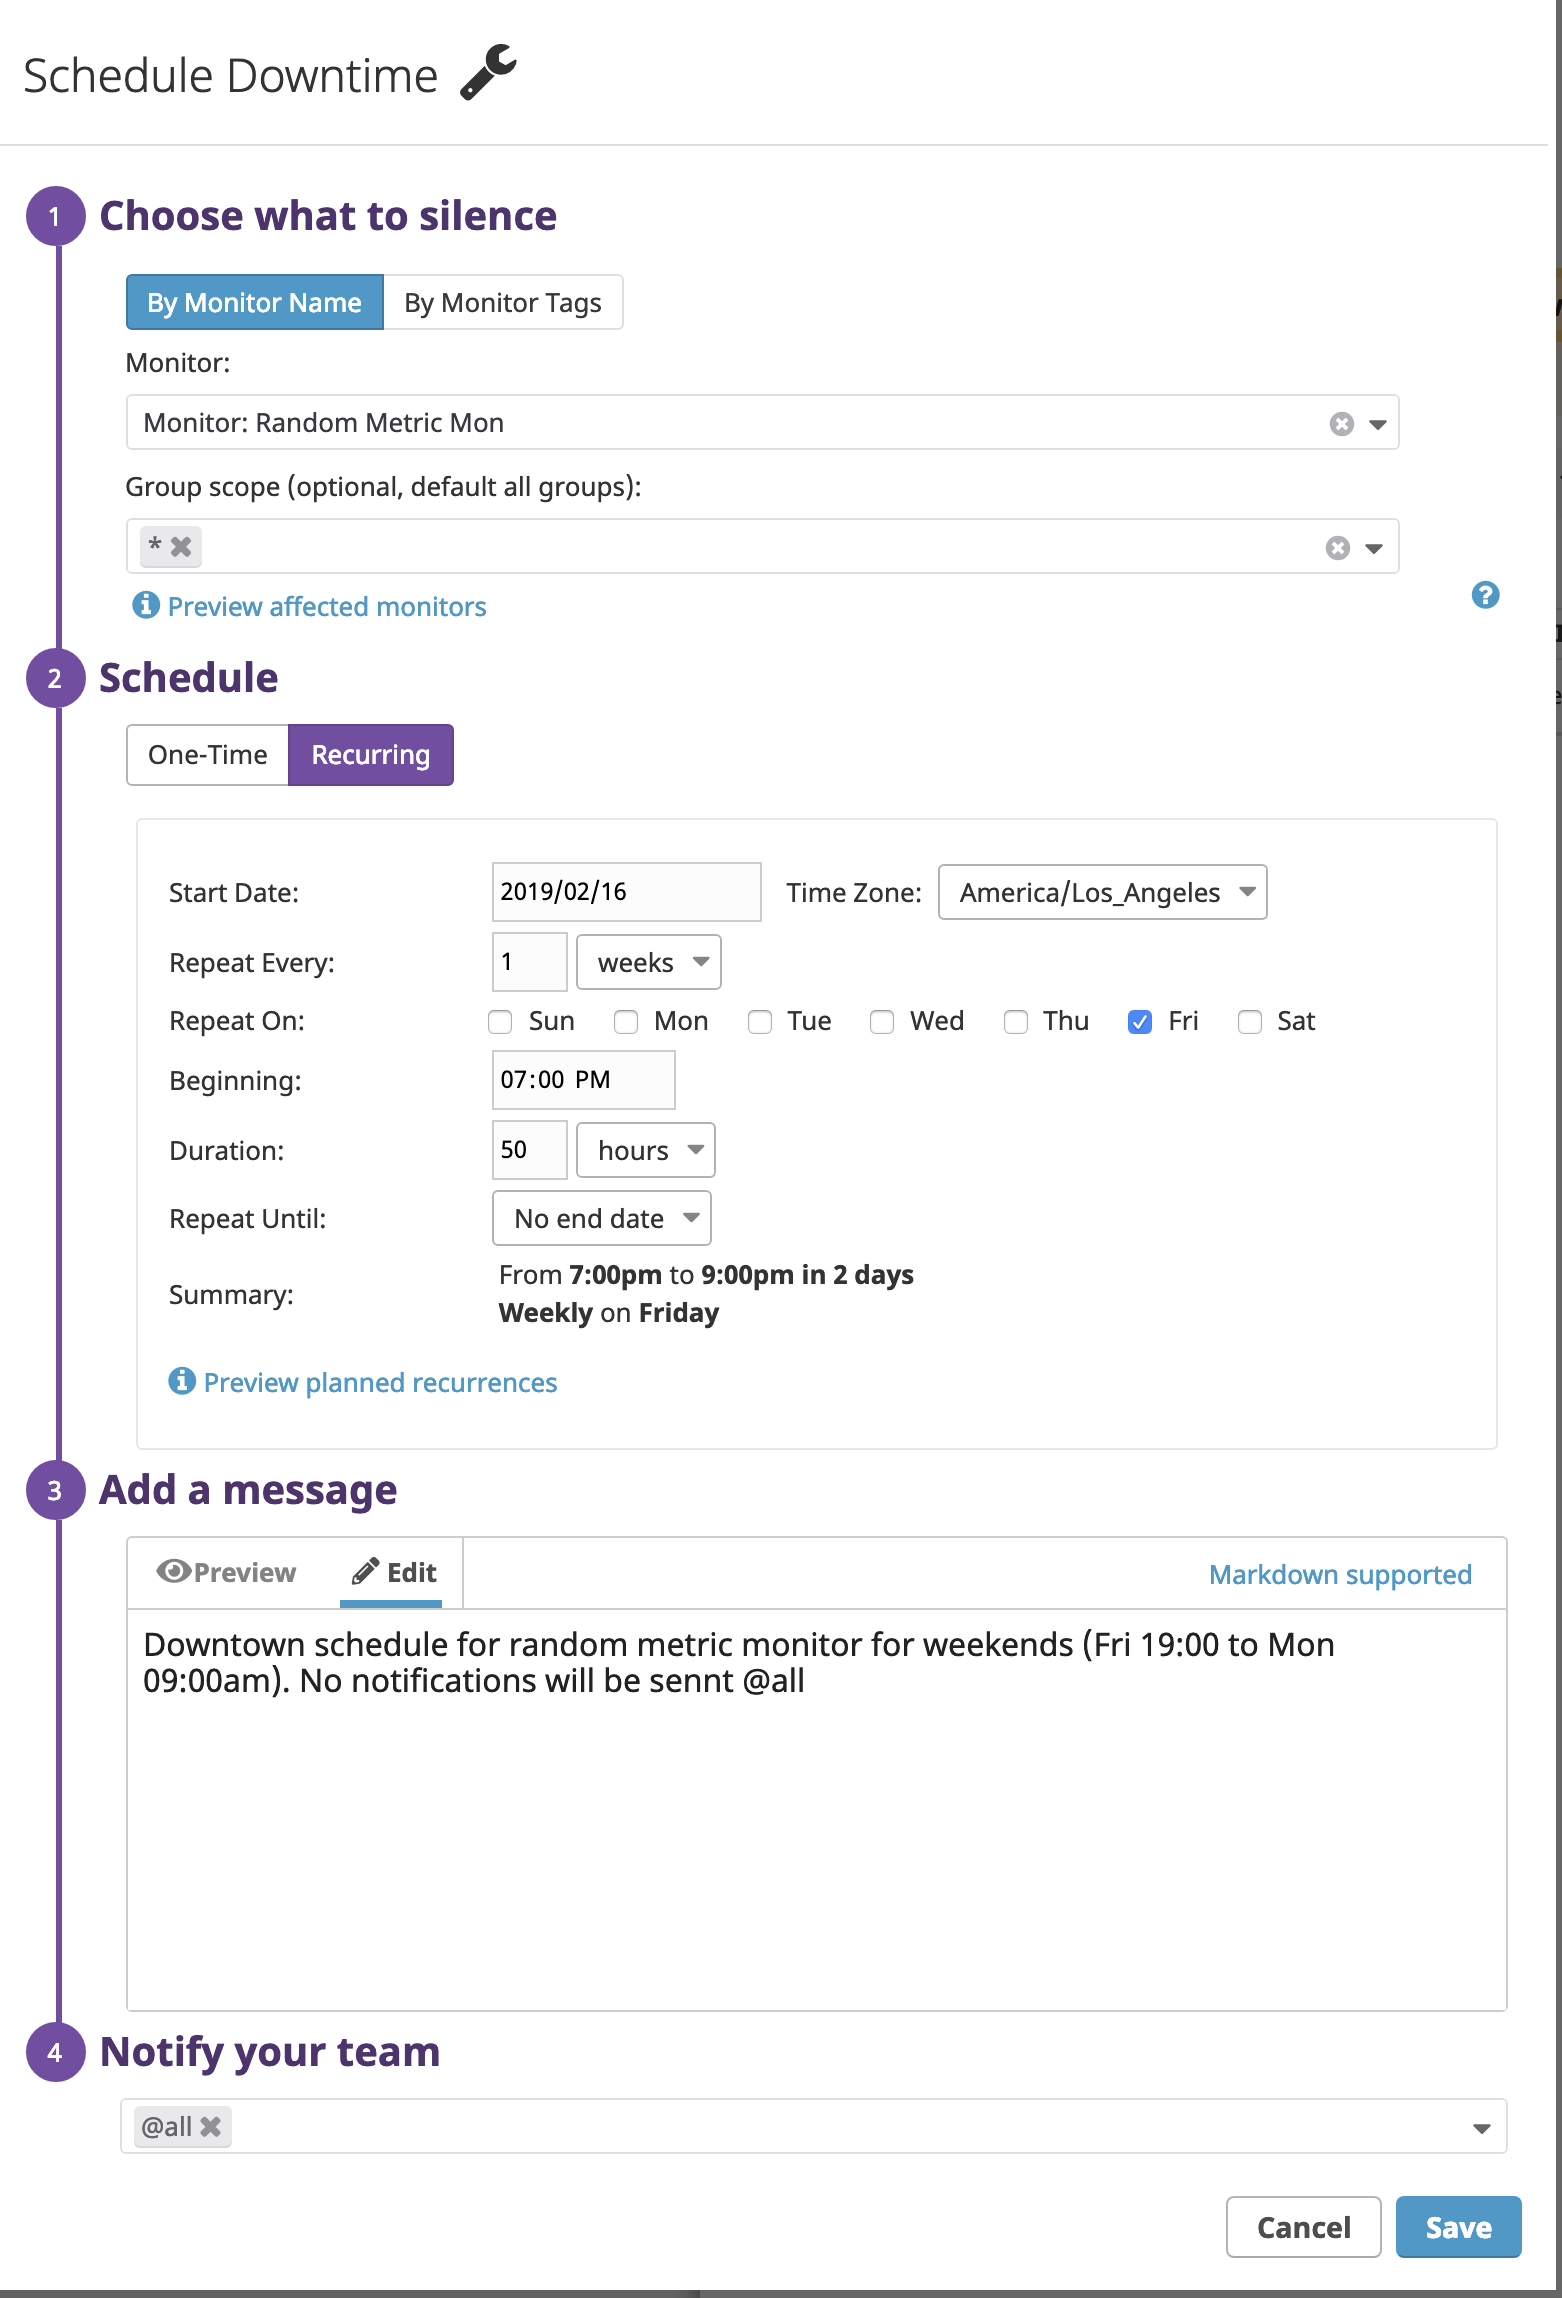 Schedule Downtime
1 Choose what to silence
By Monitor Name By Monitor Tags
Monitor:
Monitor: Random Metric Mon
Group scope (optional, default all groups):
*
Preview affected monitors
2 Schedule
One-Time Recurring
Start Date: 2019/02/16 Time Zone: America/Los_Angeles
Repeat Every: 1 weeks
Repeat On: Sun Mon Tue Wed Thu Fri Sat
Beginning: 07:00 PM
Duration: 50 hours
Repeat Until: No end date
Summary: From 7:00pm to 9:00pm in 2 days
Weekly on Friday
Preview planned recurrences
3 Add a message
Preview Edit Markdown supported
Downtown schedule for random metric monitor for weekends (Fri 19:00 to Mon
09:00am). No notifications will be sennt @all
4 Notify your team
@all
Cancel Save